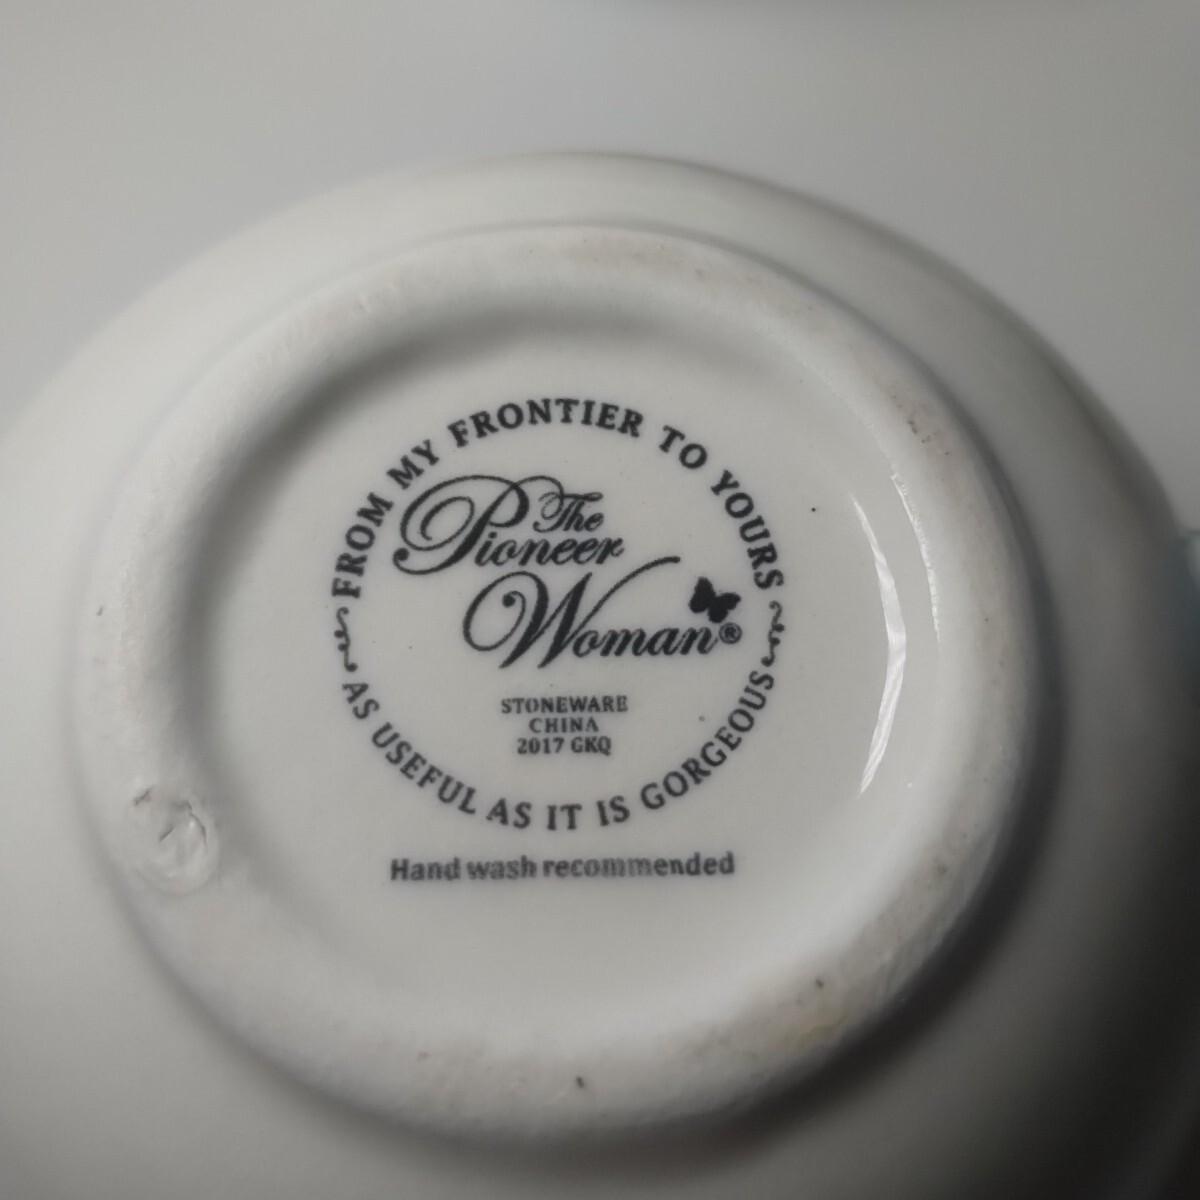 FROM MY FRONTIER TO YOURS
The
Pioneer
Woman®
STONEWARE
CHINA
2017 GKQ
AS USEFUL AS IT IS GORGEOUS
Hand wash recommended